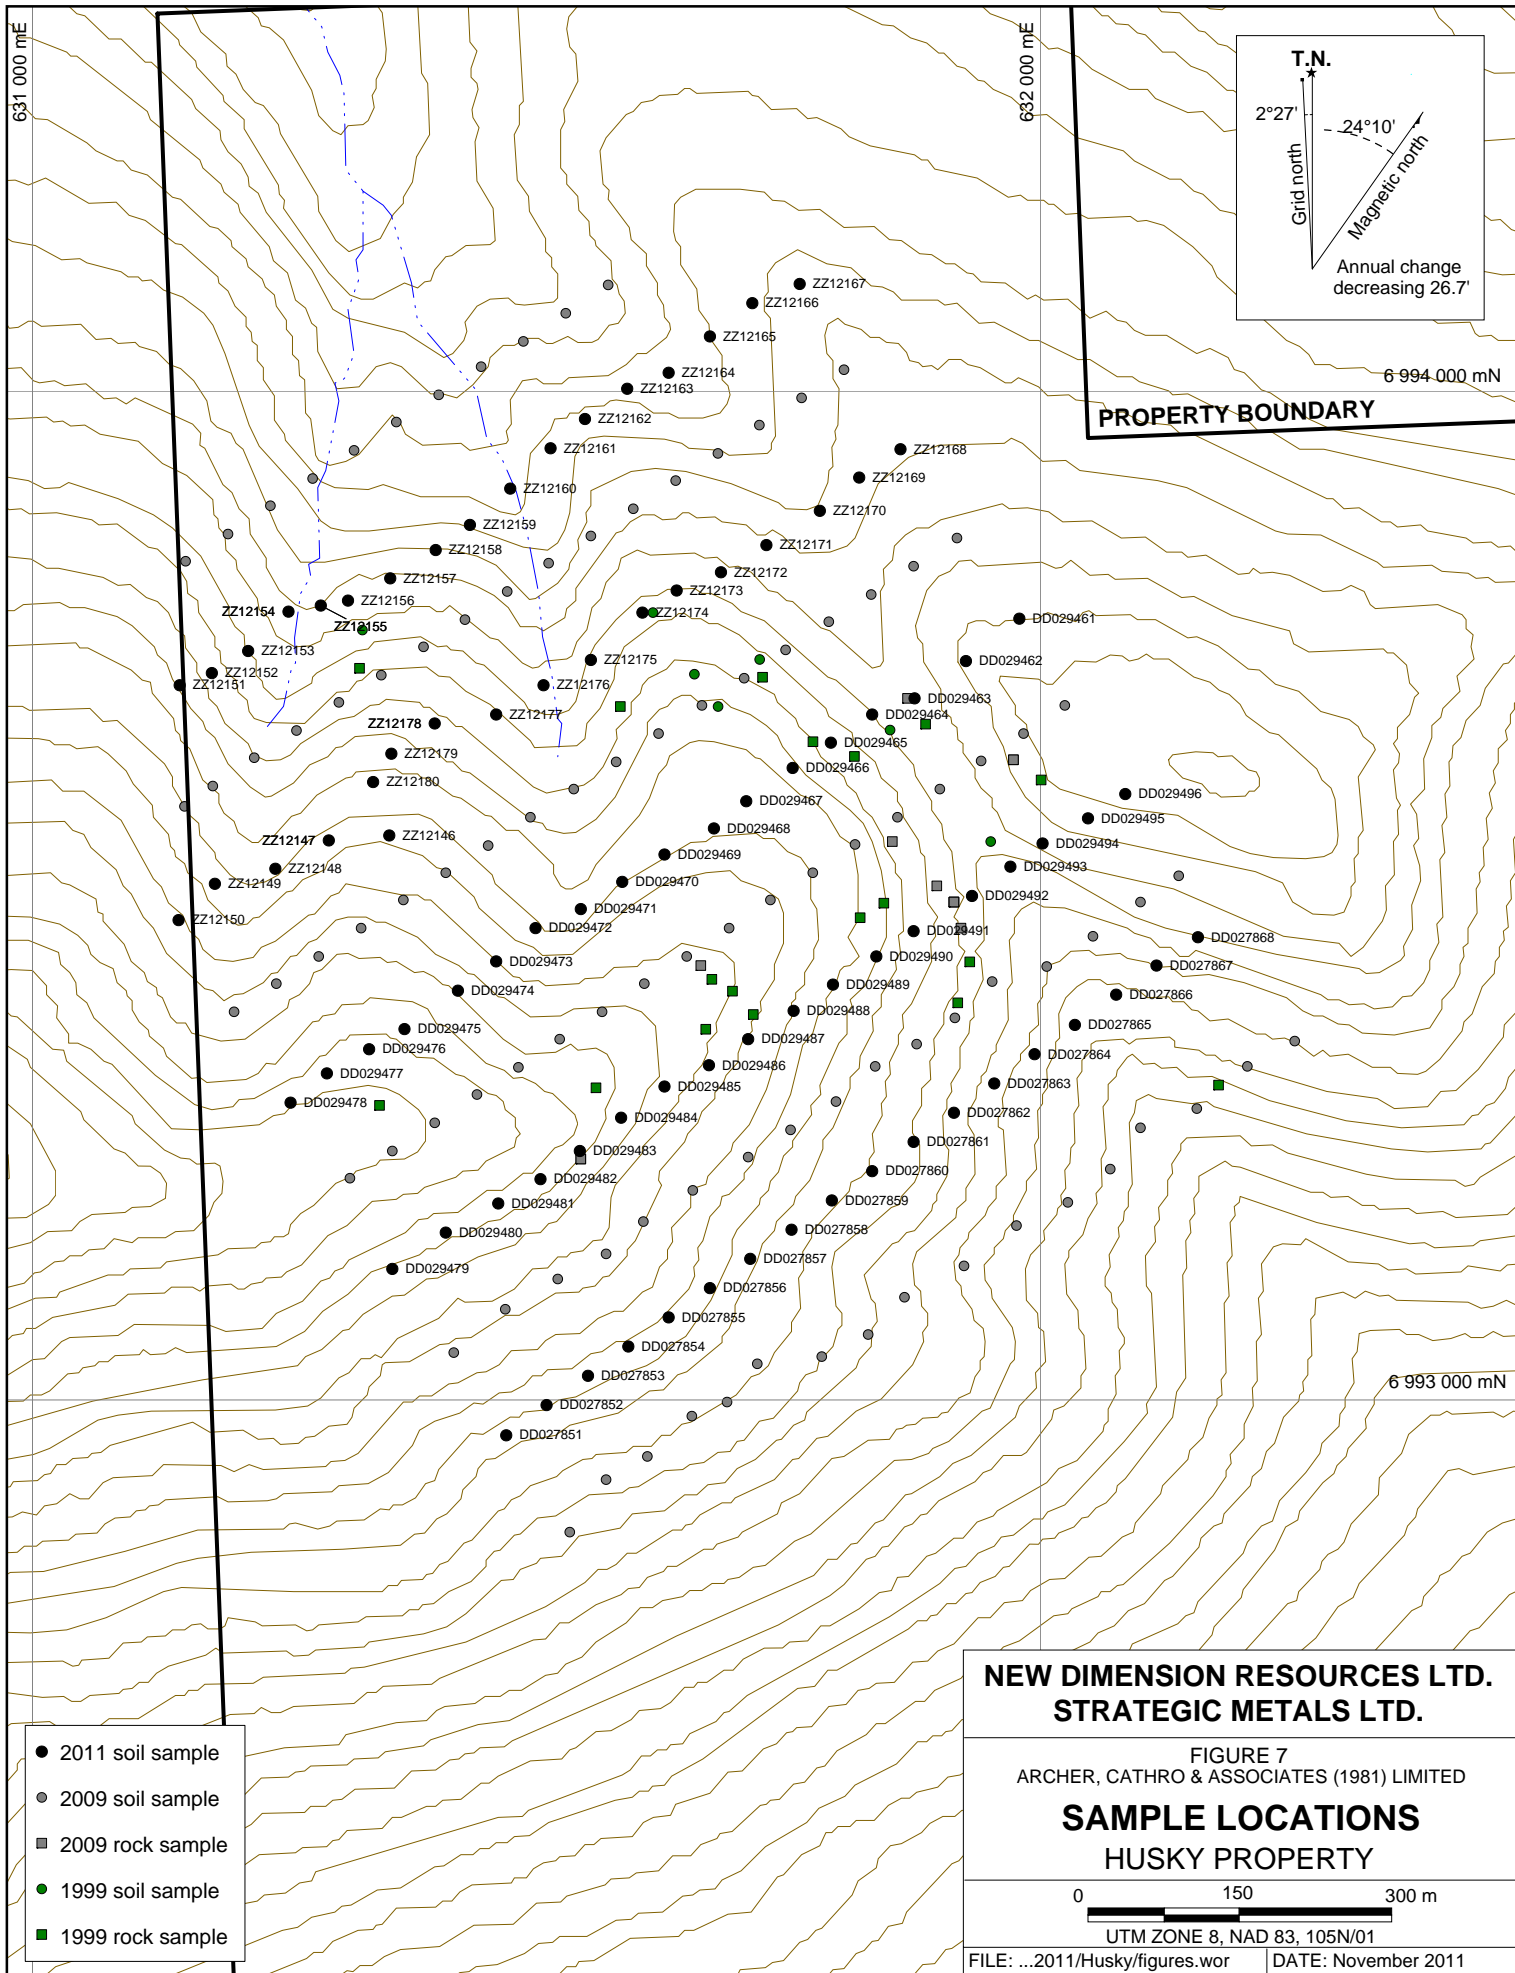 631 000 mE
632 000 mE
T.N.
2°27'
24°10'
Grid north
Magnetic north
Annual change
decreasing 26.7'
6 994 000 mN
PROPERTY BOUNDARY
ZZ12167
ZZ12166
ZZ12165
ZZ12164
ZZ12163
ZZ12162
ZZ12161
ZZ12168
ZZ12169
ZZ12160
ZZ12170
ZZ12159
ZZ12171
ZZ12158
ZZ12172
ZZ12157
ZZ12173
ZZ12156
ZZ12154
ZZ12174
ZZ12155
DD029461
ZZ12153
ZZ12175
DD029462
ZZ12152
ZZ12151
ZZ12176
DD029463
ZZ12177
DD029464
ZZ12178
DD029465
ZZ12179
DD029466
ZZ12180
DD029496
DD029467
DD029495
DD029468
ZZ12147
ZZ12146
DD029494
DD029469
ZZ12148
DD029493
ZZ12149
DD029470
DD029492
DD029471
ZZ12150
DD029472
DD029491
DD027868
DD029473
DD029490
DD027867
DD029474
DD029489
DD027866
DD029488
DD029475
DD027865
DD029487
DD029476
DD027864
DD029486
DD029477
DD029485
DD027863
DD029478
DD029484
DD027862
DD029483
DD027861
DD029482
DD027860
DD029481
DD027859
DD029480
DD027858
DD029479
DD027857
DD027856
DD027855
DD027854
DD027853
6 993 000 mN
DD027852
DD027851
2011 soil sample
2009 soil sample
2009 rock sample
1999 soil sample
1999 rock sample
NEW DIMENSION RESOURCES LTD.
STRATEGIC METALS LTD.
FIGURE 7
ARCHER, CATHRO & ASSOCIATES (1981) LIMITED
SAMPLE LOCATIONS
HUSKY PROPERTY
0 150 300 m
UTM ZONE 8, NAD 83, 105N/01
FILE: ...2011/Husky/figures.wor DATE: November 2011